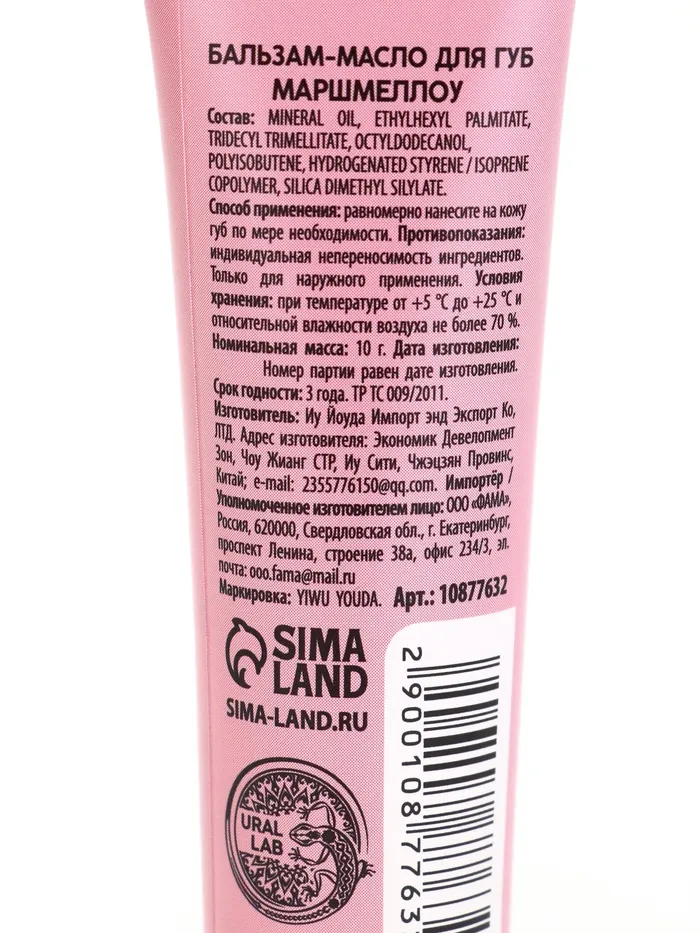 БАЛЬЗАМ-МАСЛО ДЛЯ ГУБ
МАРШМЕЛЛОУ
Состав: MINERAL OIL, ETHYLHEXYL PALMITATE,
TRIDECYL TRIMELLITATE, OCTYLDODECANOL,
POLYISOBUTENE, HYDROGENATED STYRENE / ISOPRENE
COPOLYMER, SILICA DIMETHYL SILYLATE.
Способ применения: равномерно нанесите на кожу
губ по мере необходимости. Противопоказания:
индивидуальная непереносимость ингредиентов.
Только для наружного применения. Условия
хранения: при температуре от +5 °С до +25 °С и
относительной влажности воздуха не более 70 %.
Номинальная масса: 10 г. Дата изготовления:
Номер партии равен дате изготовления.
Срок годности: 3 года. ТР ТС 009/2011.
Изготовитель: Иу Йоуда Импорт энд Экспорт Ко,
ЛТД. Адрес изготовителя: Экономик Девелопмент
Зон, Чоу Жианг СТР, Иу Сити, Чжэцзян Провинс,
Китай; e-mail: 2355776150@qq.com. Импортёр /
Уполномоченное изготовителем лицо: ООО «ФАМА»,
Россия, 620000, Свердловская обл., г. Екатеринбург,
проспект Ленина, строение 38а, офис 234/3, эл.
почта: ooo.fama@mail.ru
Маркировка: YIWU YOUDA. Арт.: 10877632
SIMA
LAND
SIMA-LAND.RU
URAL
LAB
2 900108 7763